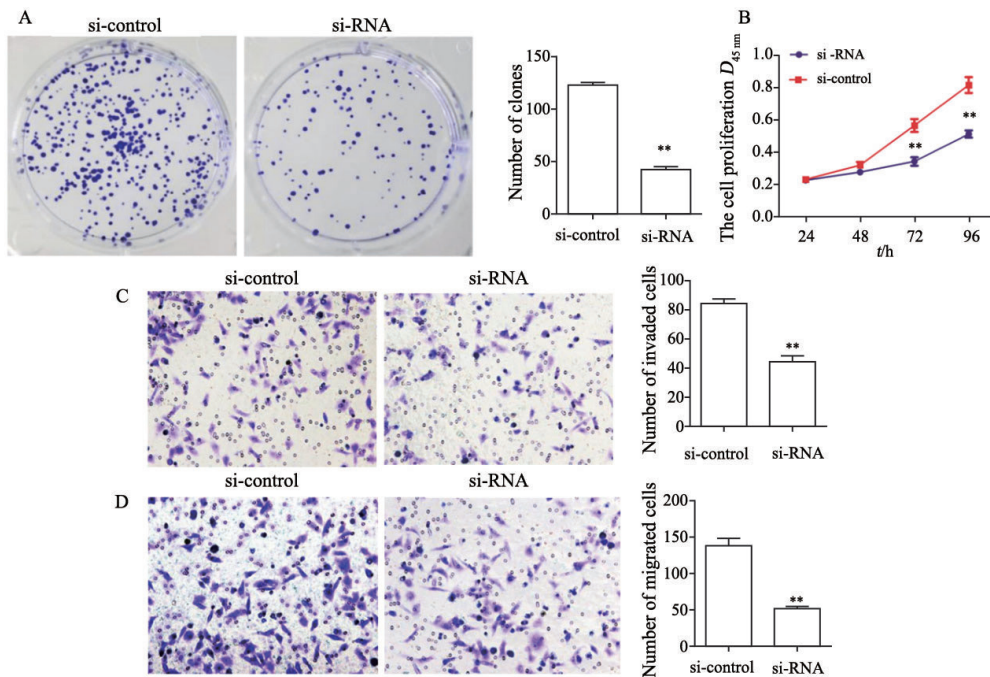 A
si-control
si-RNA
Number of clones
150
100
50
0
**
si-control
si-RNA
B
The cell proliferation D45 nm
1.0
0.8
0.6
0.4
0.2
0.0
si -RNA
si-control
**
**
24 48 72 96
t/h
C
si-control
si-RNA
Number of invaded cells
100
80
60
40
20
0
**
si-control
si-RNA
D
si-control
si-RNA
Number of migrated cells
200
150
100
50
0
**
si-control
si-RNA